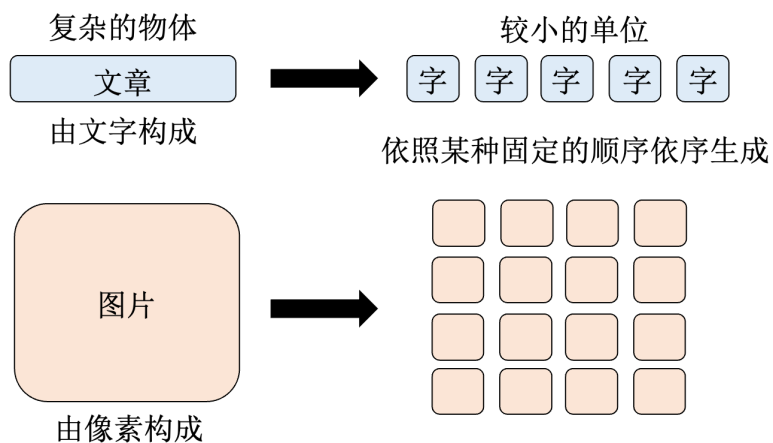 复杂的物体
较小的单位
文章
字 字 字 字 字
由文字构成
依照某种固定的顺序依序生成
图片
由像素构成